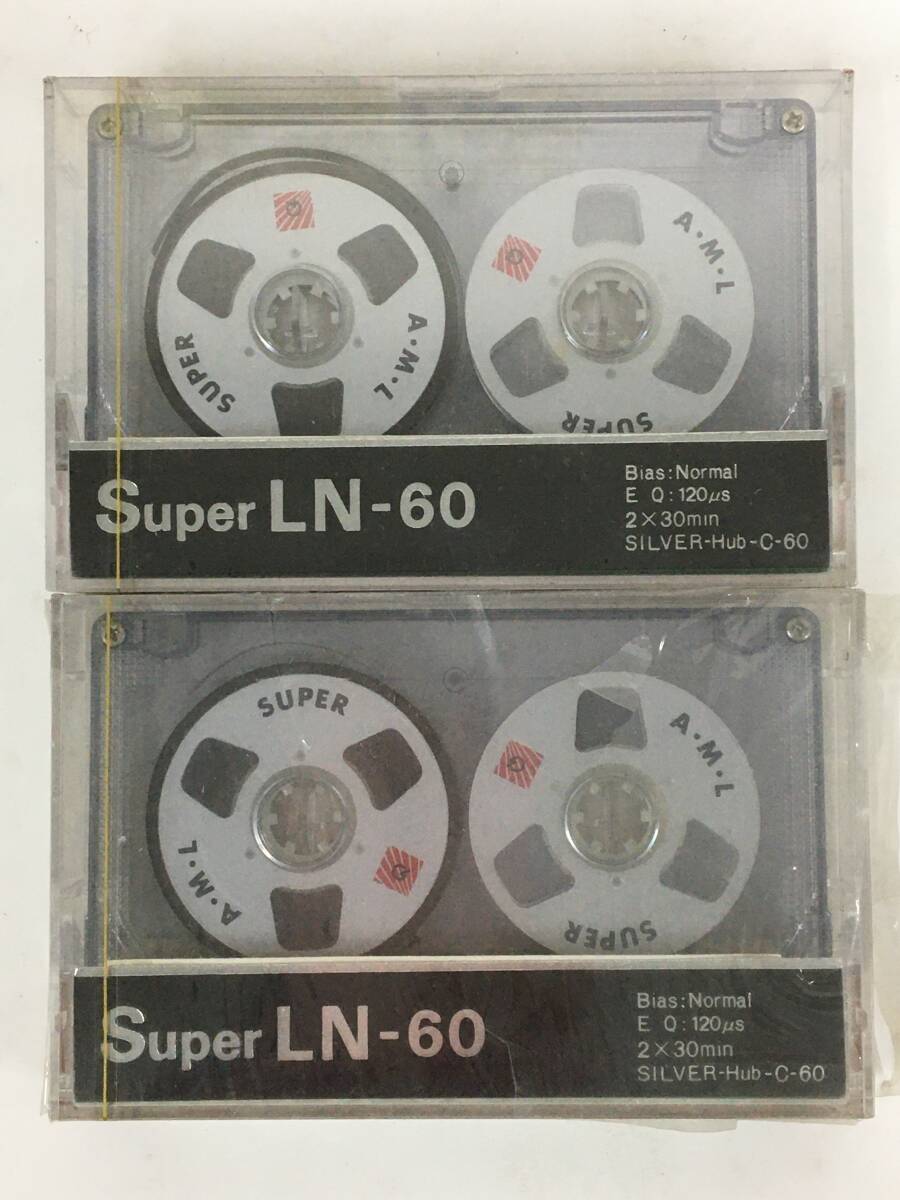 SUPER
A·M·L
A·M·L
SUPER
Super LN-60
Bias:Normal
E Q:120μs
2×30min
SILVER-Hub-C-60
SUPER
A·M·L
A·M·L
SUPER
Super LN-60
Bias:Normal
E Q:120μs
2×30min
SILVER-Hub-C-60